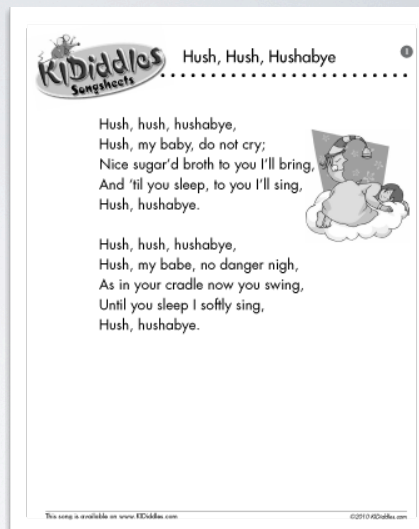 KIDiddles
Songsheets
Hush, Hush, Hushabye
1
Hush, hush, hushabye,
Hush, my baby, do not cry;
Nice sugar'd broth to you I'll bring,
And 'til you sleep, to you I'll sing,
Hush, hushabye.
Hush, hush, hushabye,
Hush, my babe, no danger nigh,
As in your cradle now you swing,
Until you sleep I softly sing,
Hush, hushabye.
This song is available on www.KIDiddles.com
©2010 KIDiddles.com